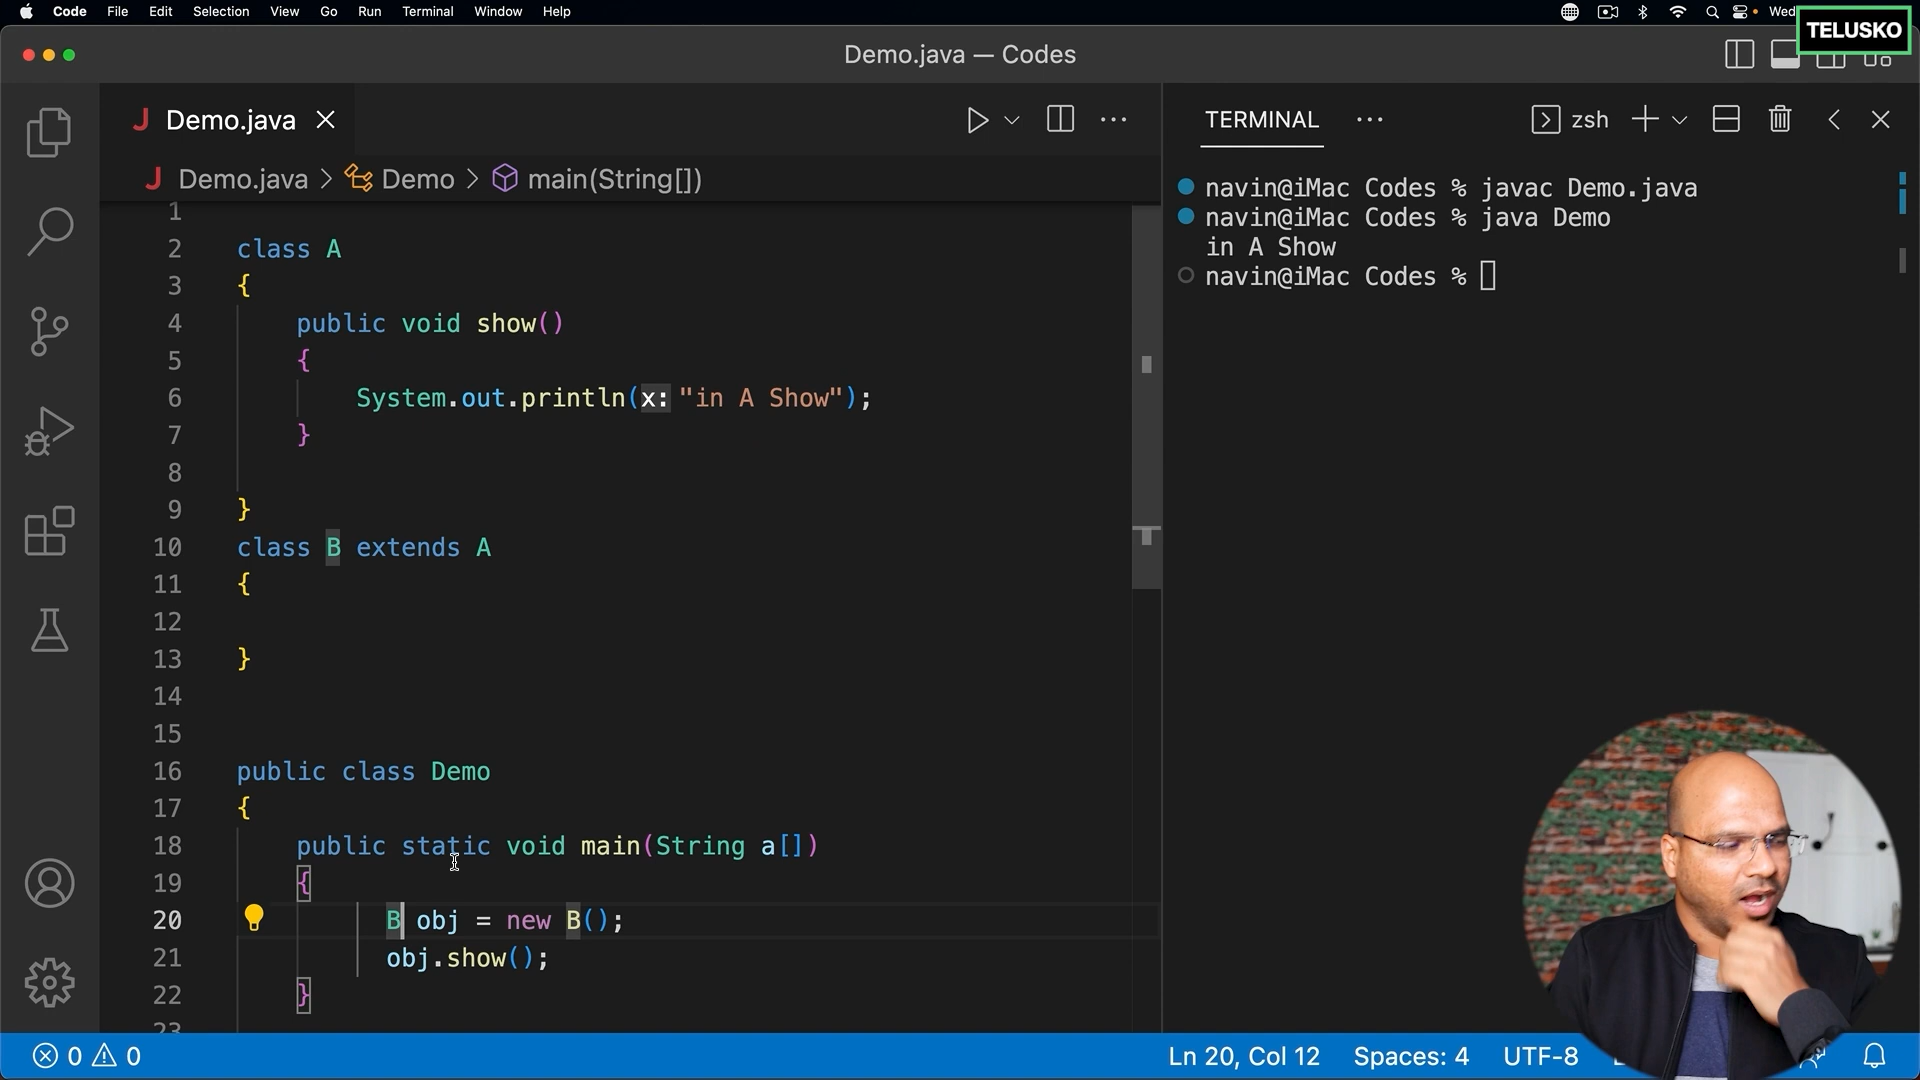 Code File Edit Selection View Go Run Terminal Window Help Wed
TELUSKO
Demo.java — Codes
Demo.java
Demo.java > Demo > main(String[])
1
2 class A
3 {
4 public void show()
5 {
6 System.out.println(x: "in A Show");
7 }
8
9 }
10 class B extends A
11 {
12
13 }
14
15
16 public class Demo
17 {
18 public static void main(String a[])
19 {
20 B obj = new B();
21 obj.show();
22 }
23
TERMINAL zsh
navin@iMac Codes % javac Demo.java
navin@iMac Codes % java Demo
in A Show
navin@iMac Codes %
0 0 Ln 20, Col 12 Spaces: 4 UTF-8